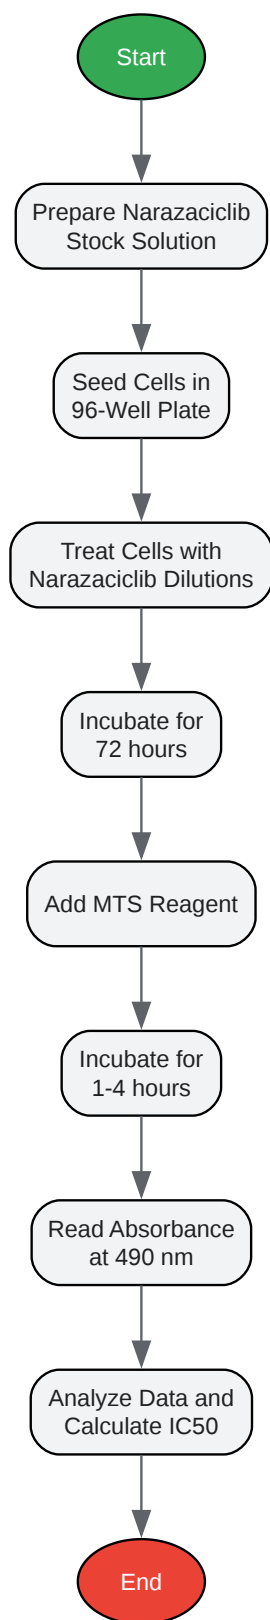 Start
Prepare Narazaciclib
Stock Solution
Seed Cells in
96-Well Plate
Treat Cells with
Narazaciclib Dilutions
Incubate for
72 hours
Add MTS Reagent
Incubate for
1-4 hours
Read Absorbance
at 490 nm
Analyze Data and
Calculate IC50
End